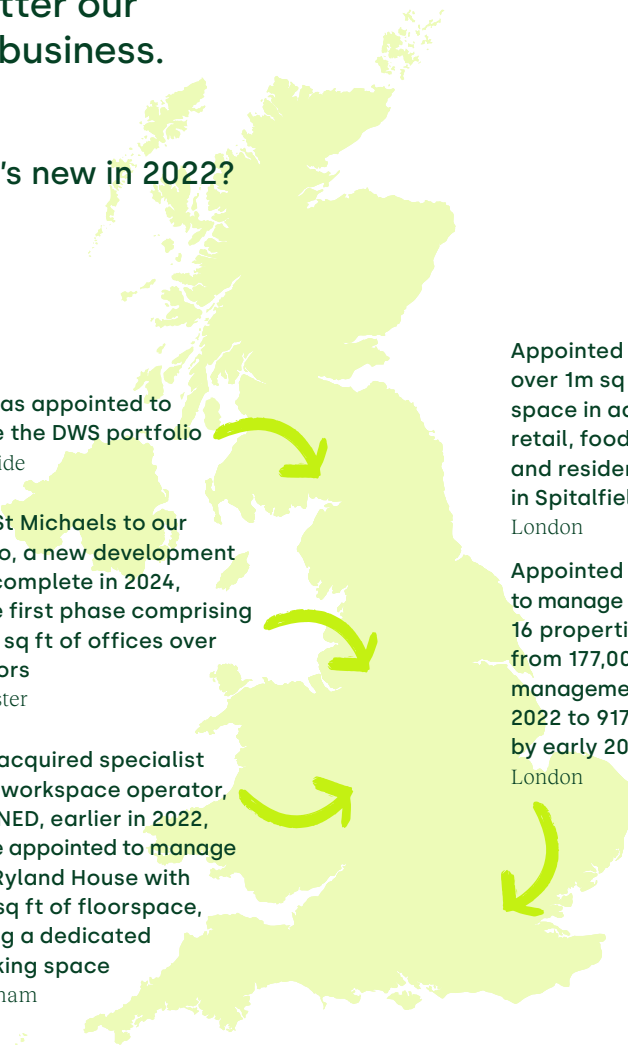 tter our
business.
’s new in 2022?
as appointed to
e the DWS portfolio
ide
St Michaels to our
o, a new development
complete in 2024,
e first phase comprising
sq ft of offices over
ors
ster
acquired specialist
workspace operator,
NED, earlier in 2022,
e appointed to manage
Ryland House with
sq ft of floorspace,
g a dedicated
king space
ham
Appointed
over 1m sq
space in ad
retail, food
and resider
in Spitalfiel
London
Appointed
to manage
16 properti
from 177,00
manageme
2022 to 917
by early 20
London